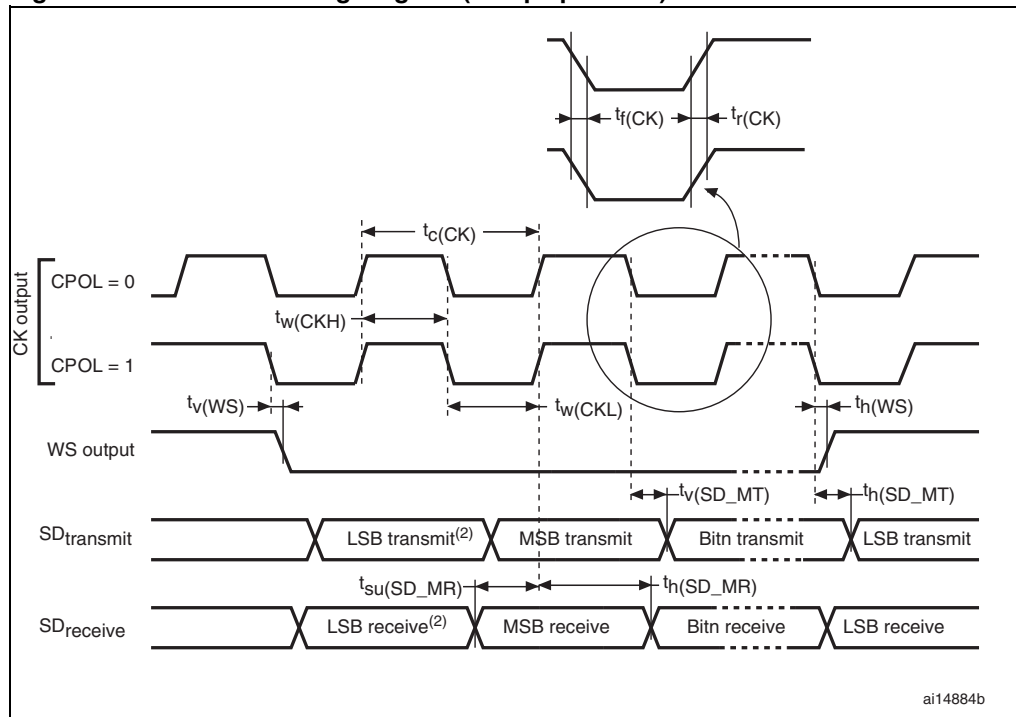 tf(CK)
tr(CK)
tc(CK)
CK output
CPOL = 0
tw(CKH)
CPOL = 1
tv(WS)
tw(CKL)
th(WS)
WS output
tv(SD_MT)
th(SD_MT)
SDtransmit
LSB transmit(2)
MSB transmit
Bitn transmit
LSB transmit
tsu(SD_MR)
th(SD_MR)
SDreceive
LSB receive(2)
MSB receive
Bitn receive
LSB receive
ai14884b